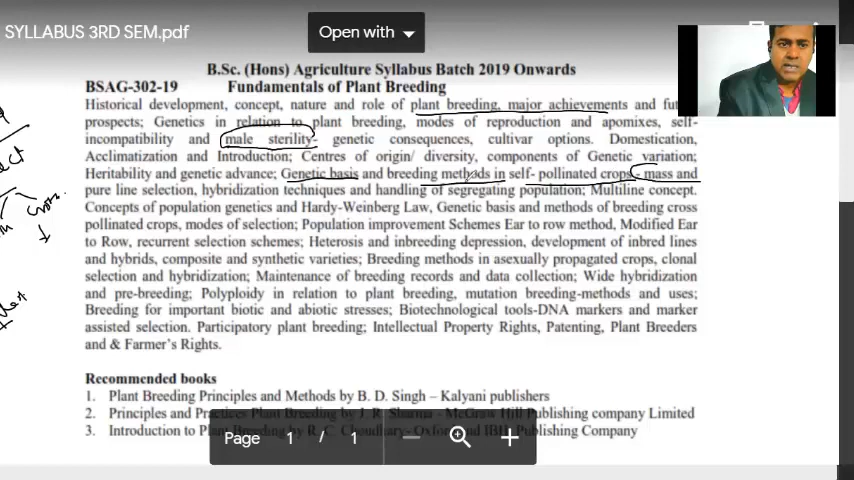 SYLLABUS 3RD SEM.pdf
Open with
B.Sc. (Hons) Agriculture Syllabus Batch 2019 Onwards
BSAG-302-19 Fundamentals of Plant Breeding
Historical development, concept, nature and role of plant breeding, major achievements and fut
prospects; Genetics in relation to plant breeding, modes of reproduction and apomixes, self-
incompatibility and male sterility- genetic consequences, cultivar options. Domestication,
Acclimatization and Introduction; Centres of origin/ diversity, components of Genetic variation;
Heritability and genetic advance; Genetic basis and breeding methods in self- pollinated crops- mass and
pure line selection, hybridization techniques and handling of segregating population; Multiline concept.
Concepts of population genetics and Hardy-Weinberg Law, Genetic basis and methods of breeding cross
pollinated crops, modes of selection; Population improvement Schemes Ear to row method, Modified Ear
to Row, recurrent selection schemes; Heterosis and inbreeding depression, development of inbred lines
and hybrids, composite and synthetic varieties; Breeding methods in asexually propagated crops, clonal
selection and hybridization; Maintenance of breeding records and data collection; Wide hybridization
and pre-breeding; Polyploidy in relation to plant breeding, mutation breeding-methods and uses;
Breeding for important biotic and abiotic stresses; Biotechnological tools-DNA markers and marker
assisted selection. Participatory plant breeding; Intellectual Property Rights, Patenting, Plant Breeders
and & Farmer's Rights.
Recommended books
1. Plant Breeding Principles and Methods by B. D. Singh – Kalyani publishers
2. Principles and Practices Plant Breeding by J. R. Sharma - McGraw Hill Publishing company Limited
3. Introduction to Plant Breeding by R. C. Choudhary- Oxford and IBH Publishing Company
Page 1 / 1